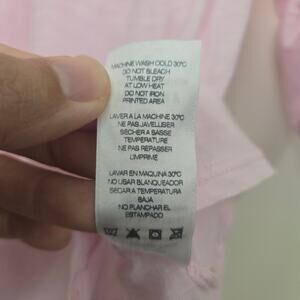 MACHINE WASH COLD 30°C
DO NOT BLEACH
TUMBLE DRY
AT LOW HEAT
DO NOT IRON
PRINTED AREA
LAVER A LA MACHINE 30°C
NE PAS JAVELLISER
SÉCHER A BASSE
TEMPÉRATURE
NE PAS REPASSER
L'IMPRIMÉ
LAVAR EN MAQUINA 30°C
NO USAR BLANQUEADOR
SECAR A TEMPERATURA
BAJA
NO PLANCHAR EL
ESTAMPADO